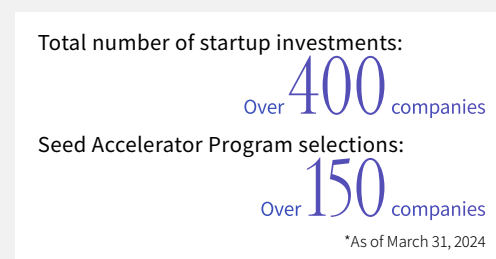 Total number of startup investments:
Over 400 companies
Seed Accelerator Program selections:
Over 150 companies
*As of March 31, 2024